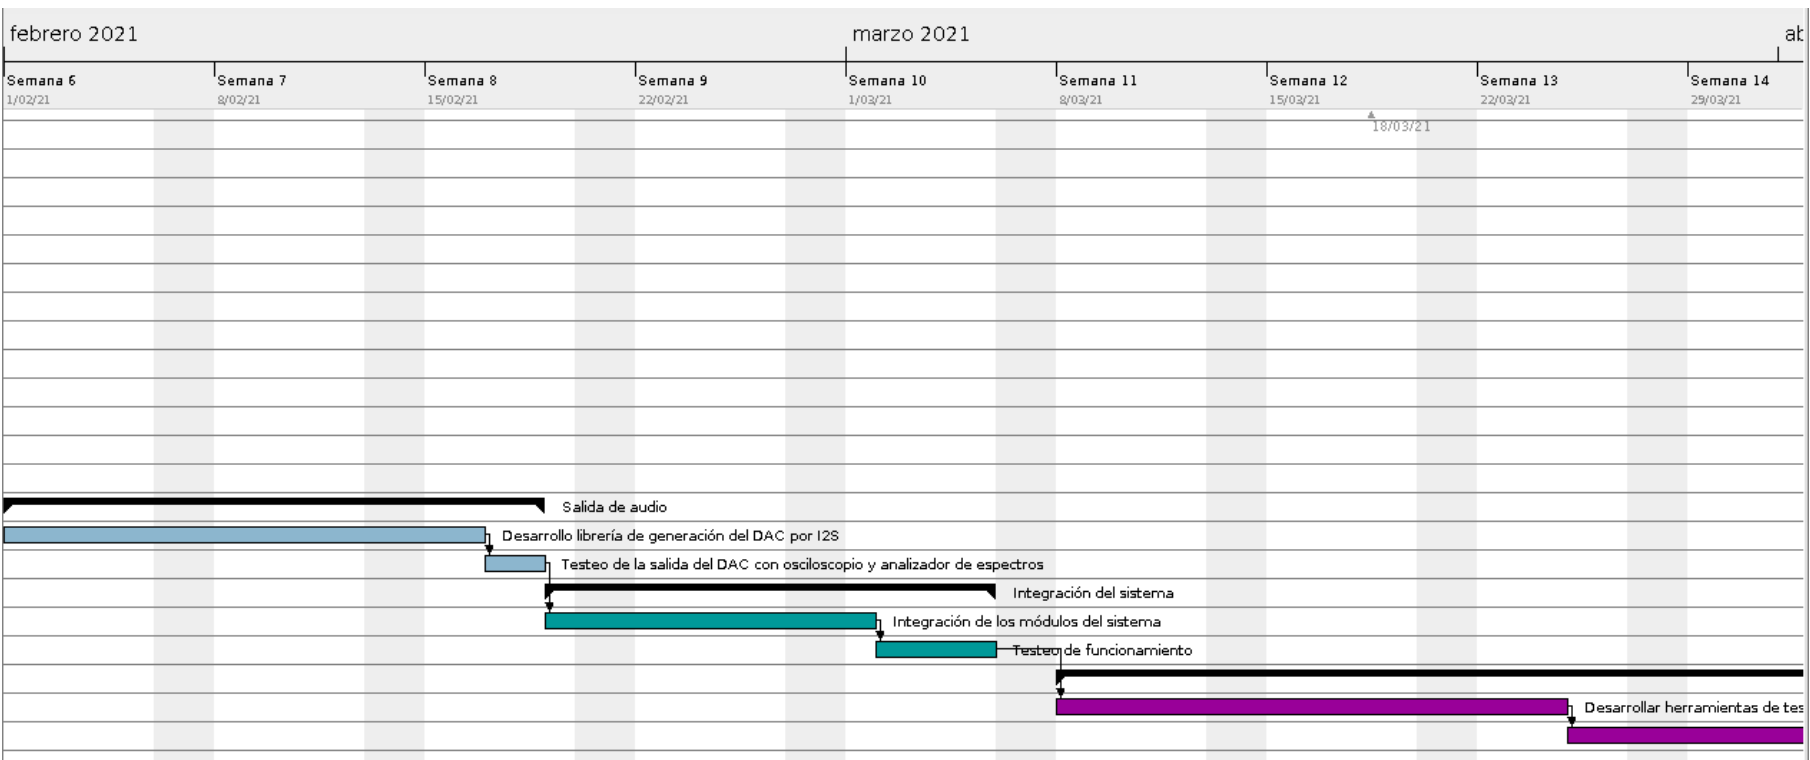 febrero 2021 marzo 2021 ab
Semana 6 Semana 7 Semana 8 Semana 9 Semana 10 Semana 11 Semana 12 Semana 13 Semana 14
1/02/21 8/02/21 15/02/21 22/02/21 1/03/21 8/03/21 15/03/21 22/03/21 29/03/21
18/03/21
Salida de audio
Desarrollo librería de generación del DAC por I2S
Testeo de la salida del DAC con osciloscopio y analizador de espectros
Integración del sistema
Integración de los módulos del sistema
Testeo de funcionamiento
Desarrollar herramientas de tes